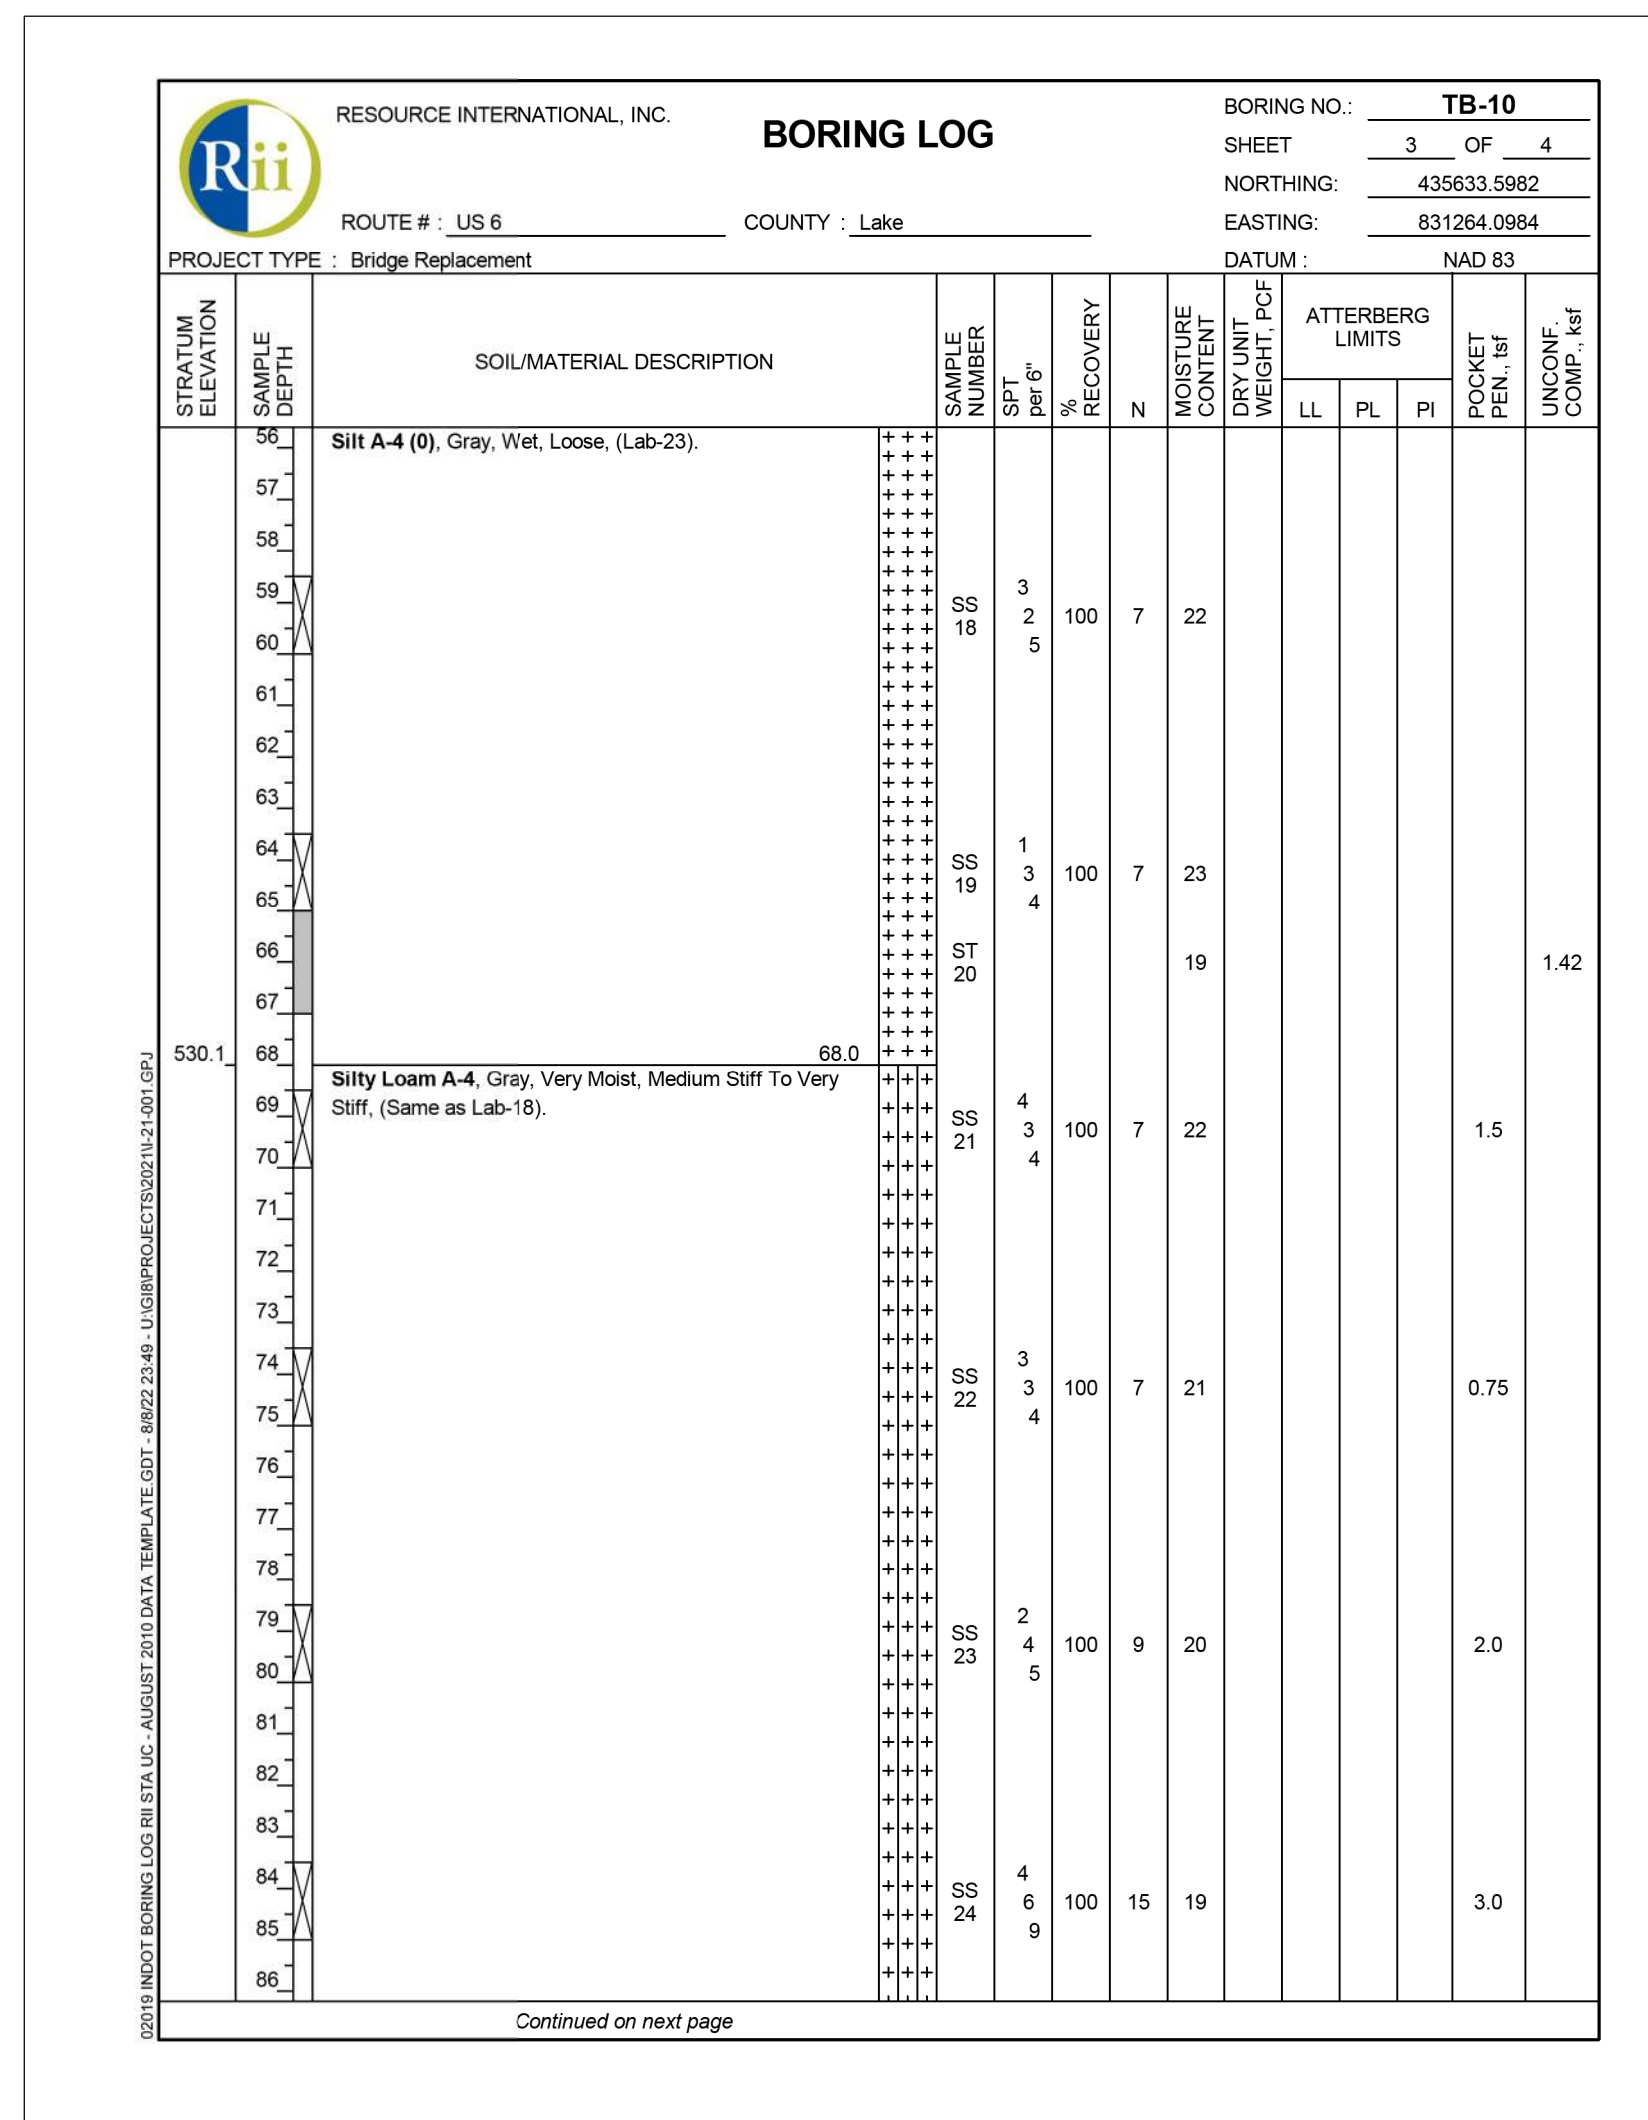 Rii
RESOURCE INTERNATIONAL, INC.
BORING LOG
BORING NO.: TB-10
SHEET 3 OF 4
NORTHING: 435633.5982
ROUTE # : US 6 COUNTY : Lake EASTING: 831264.0984
PROJECT TYPE : Bridge Replacement DATUM : NAD 83
STRATUM ELEVATION
SAMPLE DEPTH
SOIL/MATERIAL DESCRIPTION
SAMPLE NUMBER
SPT per 6"
% RECOVERY
N
MOISTURE CONTENT
DRY UNIT WEIGHT, PCF
ATTERBERG LIMITS
LL PL PI
POCKET PEN., tsf
UNCONF. COMP., ksf
56 Silt A-4 (0), Gray, Wet, Loose, (Lab-23).
57
58
59
SS 18 3 2 5 100 7 22
60
61
62
63
64
SS 19 1 3 4 100 7 23
65
66 ST 20 19 1.42
67
530.1 68 68.0
Silty Loam A-4, Gray, Very Moist, Medium Stiff To Very
69 Stiff, (Same as Lab-18).
SS 21 4 3 4 100 7 22 1.5
70
71
72
73
74
SS 22 3 3 4 100 7 21 0.75
75
76
77
78
79
SS 23 2 4 5 100 9 20 2.0
80
81
82
83
84
SS 24 4 6 9 100 15 19 3.0
85
86
Continued on next page
02019 INDOT BORING LOG RII STA UC - AUGUST 2010 DATA TEMPLATE.GDT - 8/8/22 23:49 - U:\GI8\PROJECTS\2021\I-21-001.GPJ